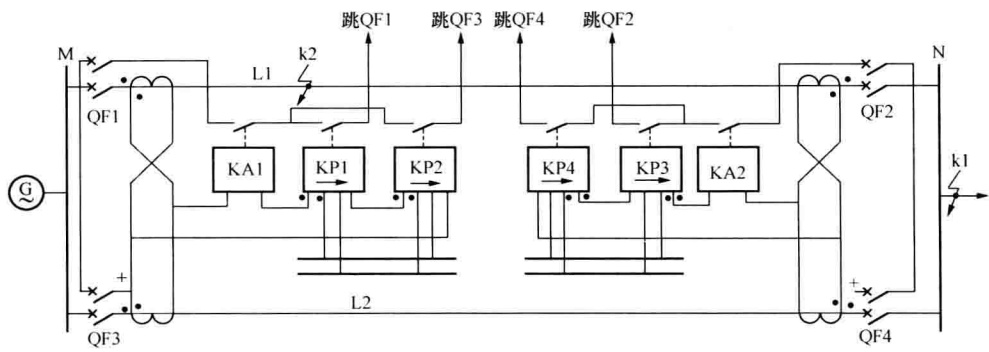 跳QF1 跳QF3 跳QF4 跳QF2
M k2 N
L1
QF1 QF2
KA1 KP1 KP2 KP4 KP3 KA2
k1
G
~
+ +
L2
QF3 QF4